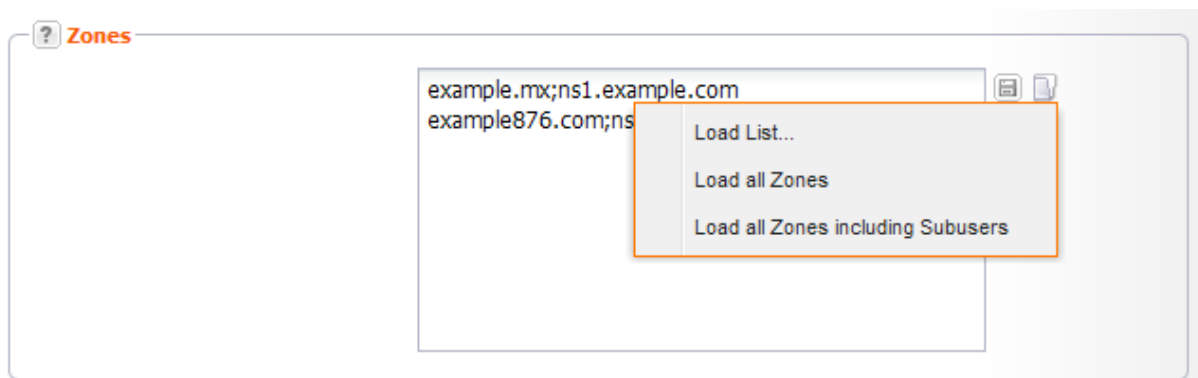 ? Zones
example.mx;ns1.example.com
example876.com;ns
Load List...
Load all Zones
Load all Zones including Subusers